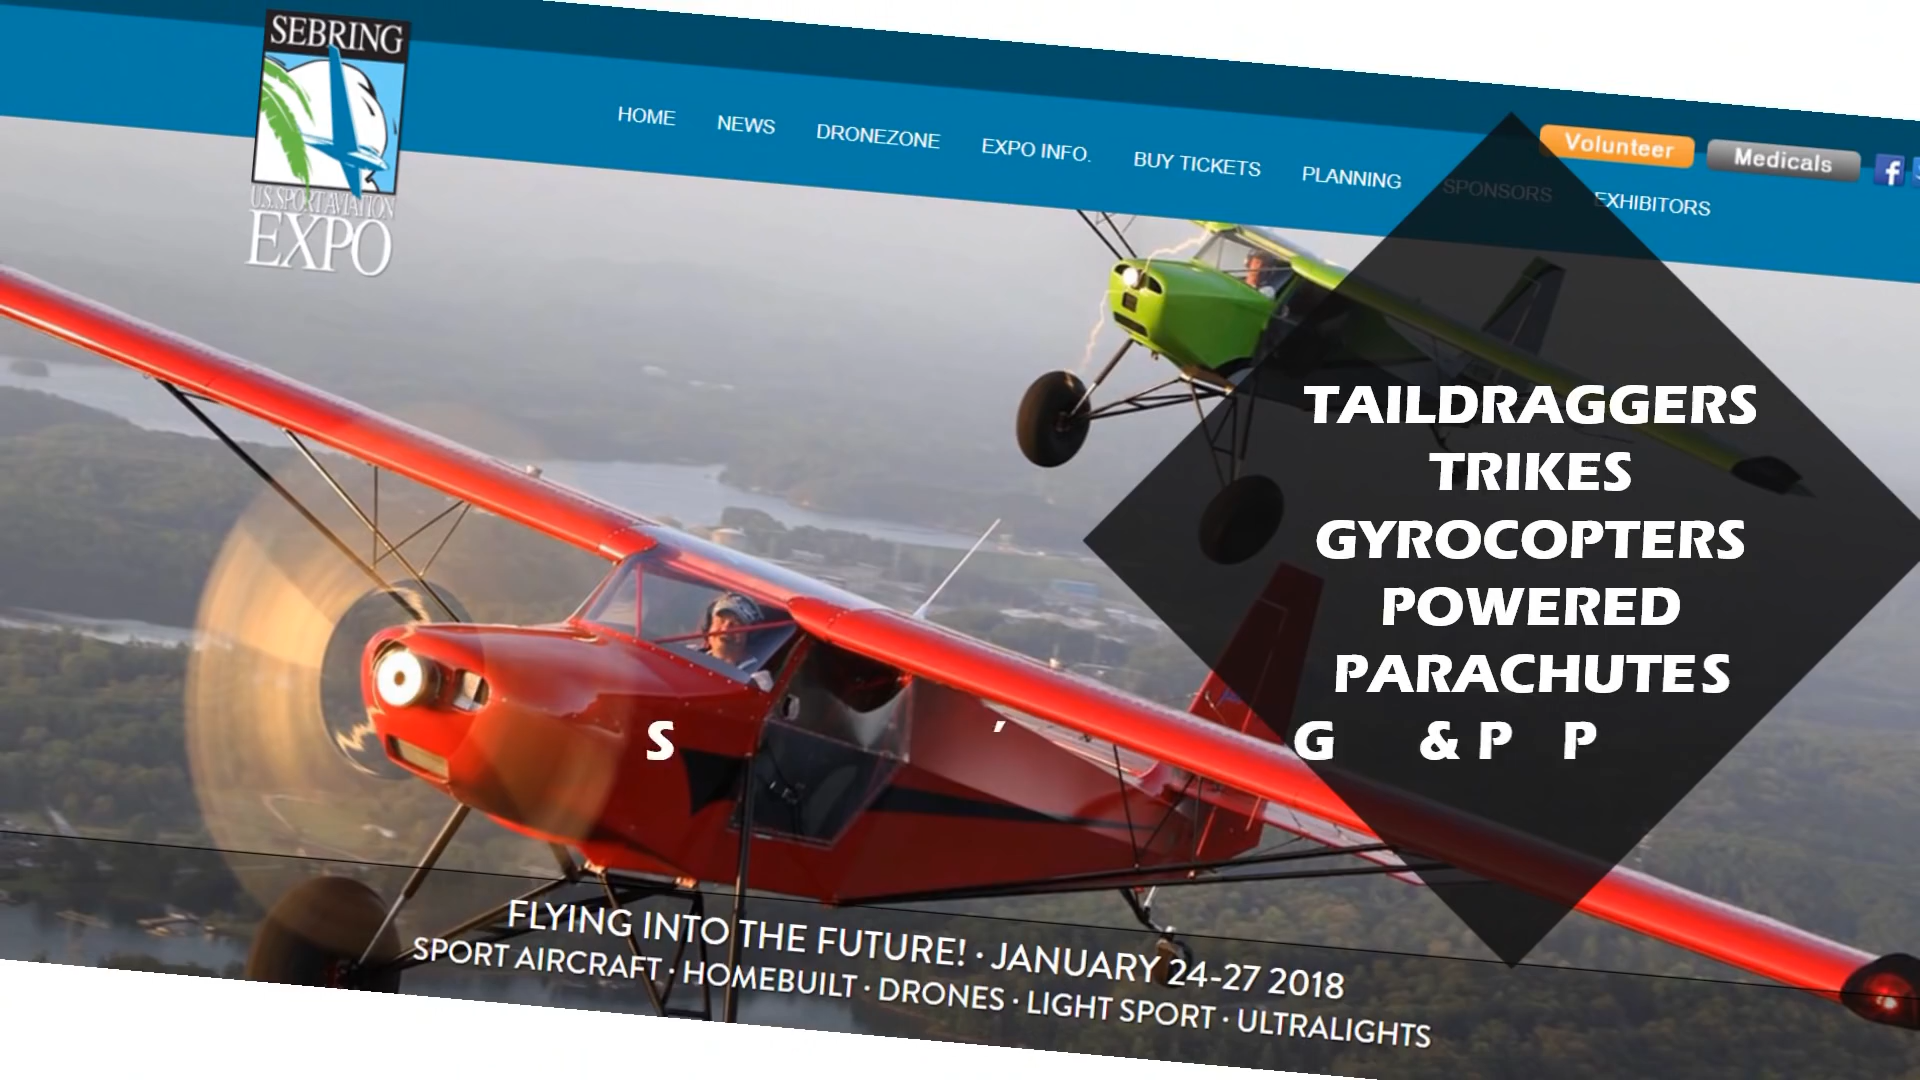 SEBRING
U.S. SPORT AVIATION
EXPO
HOME NEWS DRONEZONE EXPO INFO. BUY TICKETS PLANNING SPONSORS EXHIBITORS
Volunteer Medicals f
TAILDRAGGERS
TRIKES
GYROCOPTERS
POWERED
PARACHUTES
S ' G & P P
FLYING INTO THE FUTURE! · JANUARY 24-27 2018
SPORT AIRCRAFT · HOMEBUILT · DRONES · LIGHT SPORT · ULTRALIGHTS